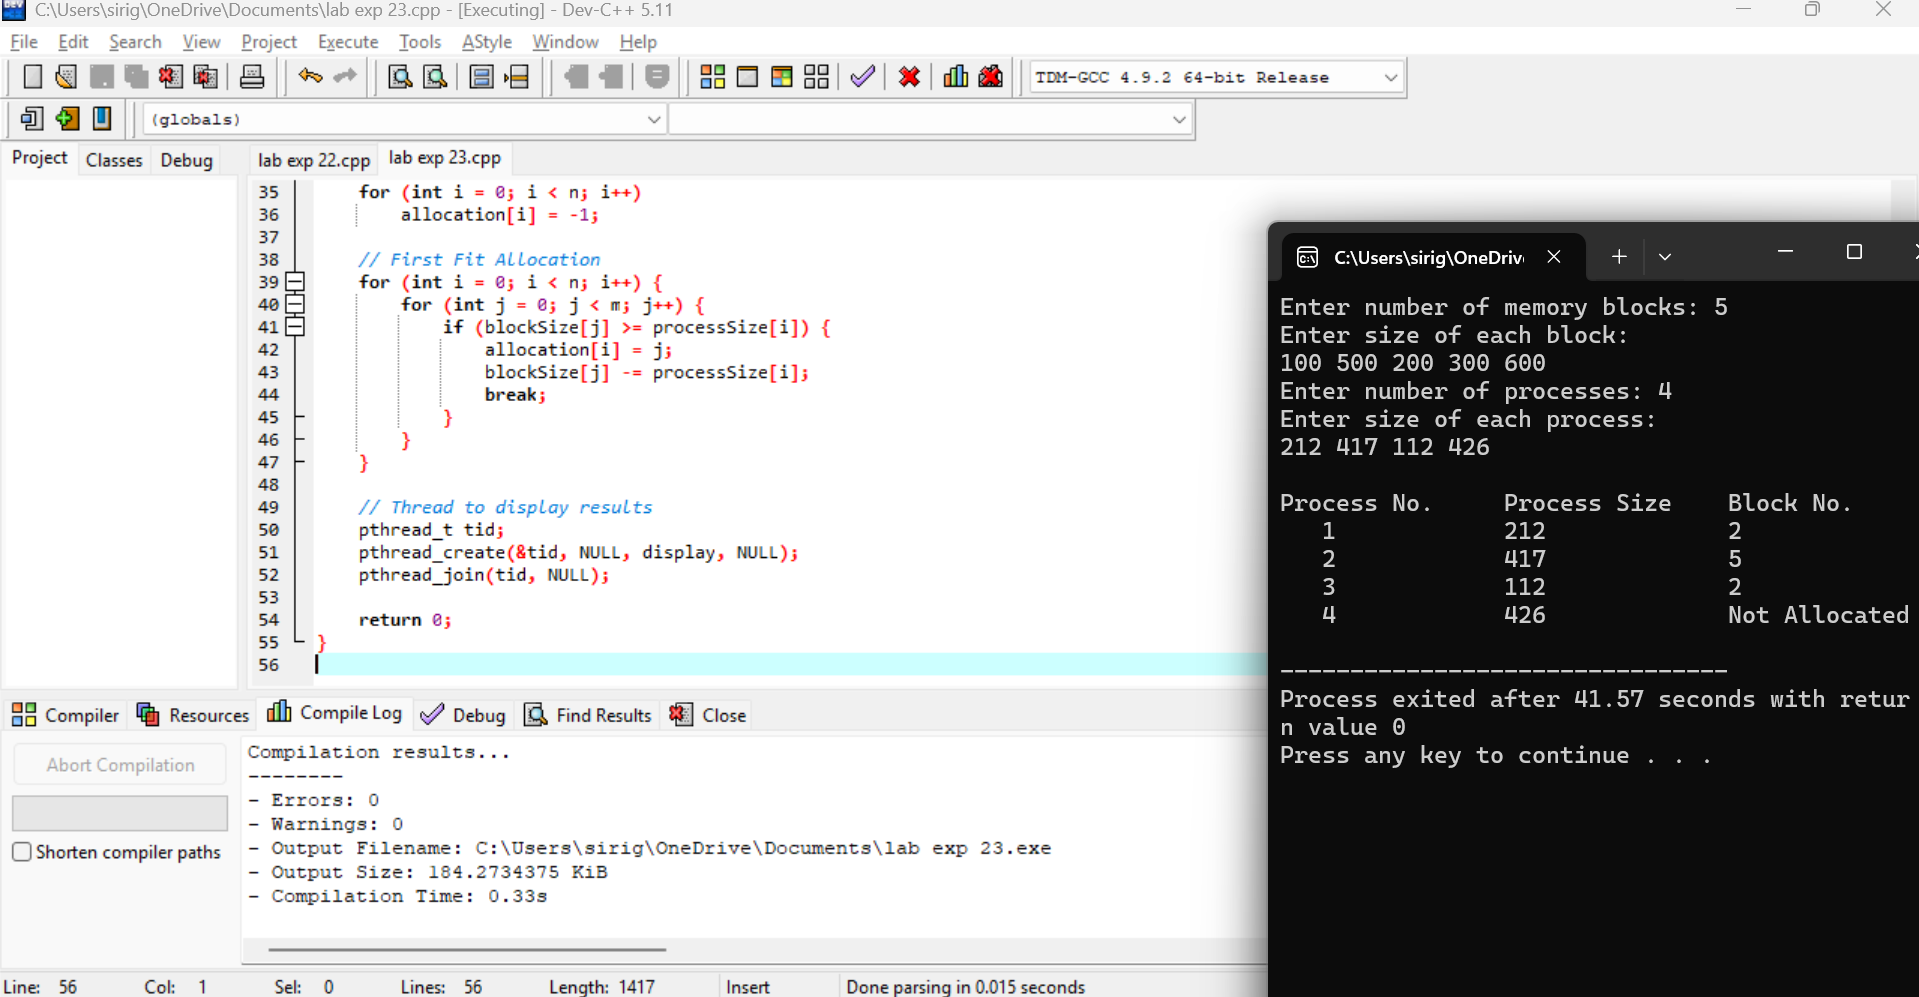 C:\Users\sirig\OneDrive\Documents\lab exp 23.cpp - [Executing] - Dev-C++ 5.11
File Edit Search View Project Execute Tools AStyle Window Help
TDM-GCC 4.9.2 64-bit Release
(globals)
Project Classes Debug
lab exp 22.cpp lab exp 23.cpp
35 for (int i = 0; i < n; i++)
36 allocation[i] = -1;
37
38 // First Fit Allocation
39 for (int i = 0; i < n; i++) {
40 for (int j = 0; j < m; j++) {
41 if (blockSize[j] >= processSize[i]) {
42 allocation[i] = j;
43 blockSize[j] -= processSize[i];
44 break;
45 }
46 }
47 }
48
49 // Thread to display results
50 pthread_t tid;
51 pthread_create(&tid, NULL, display, NULL);
52 pthread_join(tid, NULL);
53
54 return 0;
55 }
56
C:\Users\sirig\OneDriv
Enter number of memory blocks: 5
Enter size of each block:
100 500 200 300 600
Enter number of processes: 4
Enter size of each process:
212 417 112 426
Process No. Process Size Block No.
1 212 2
2 417 5
3 112 2
4 426 Not Allocated
--------------------------------
Process exited after 41.57 seconds with retur
n value 0
Press any key to continue . . .
Compiler Resources Compile Log Debug Find Results Close
Abort Compilation
Shorten compiler paths
Compilation results...
--------
- Errors: 0
- Warnings: 0
- Output Filename: C:\Users\sirig\OneDrive\Documents\lab exp 23.exe
- Output Size: 184.2734375 KiB
- Compilation Time: 0.33s
Line: 56 Col: 1 Sel: 0 Lines: 56 Length: 1417 Insert Done parsing in 0.015 seconds